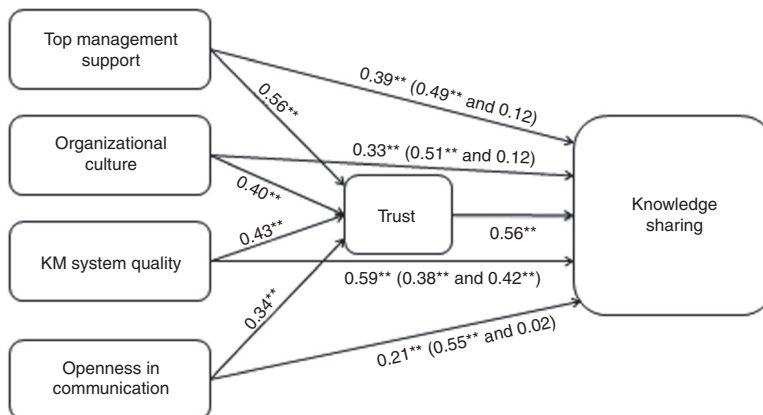 Top management
support
0.39** (0.49** and 0.12)
0.56**
Organizational
culture
0.33** (0.51** and 0.12)
0.40**
Trust
Knowledge
sharing
0.43**
KM system quality
0.56**
0.59** (0.38** and 0.42**)
0.34**
Openness in
communication
0.21** (0.55** and 0.02)